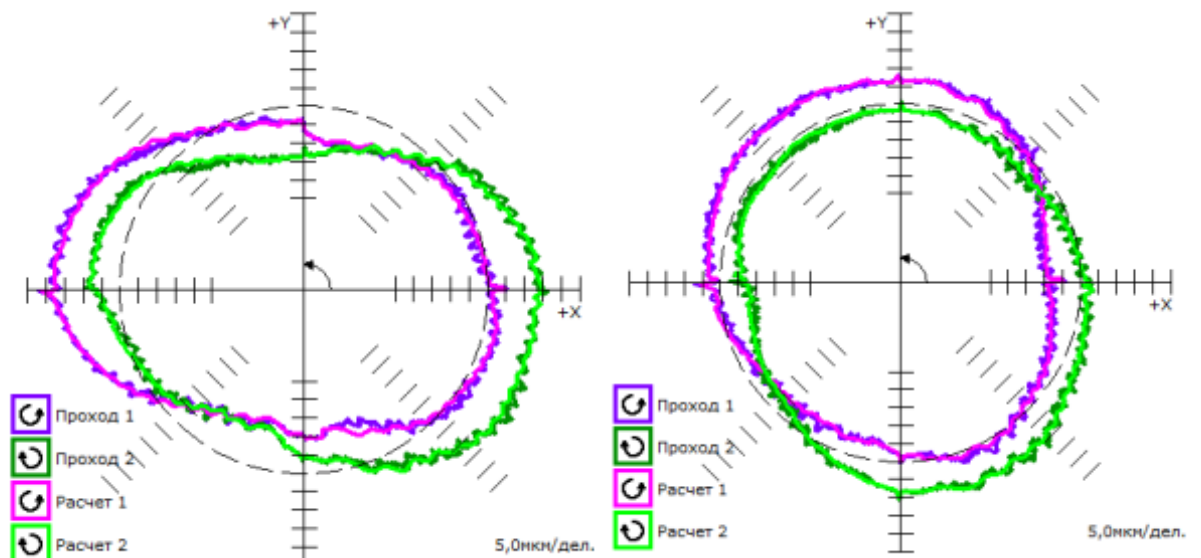 +Y
+X
Проход 1
Проход 2
Расчет 1
Расчет 2
5,0мкм/дел.
+Y
+X
Проход 1
Проход 2
Расчет 1
Расчет 2
5,0мкм/дел.